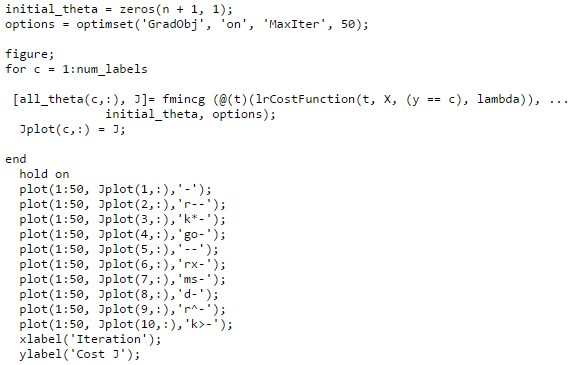 initial_theta = zeros(n + 1, 1);
options = optimset('GradObj', 'on', 'MaxIter', 50);
figure;
for c = 1:num_labels
[all_theta(c,:), J]= fmincg (@(t)(lrCostFunction(t, X, (y == c), lambda)), ...
initial_theta, options);
Jplot(c,:) = J;
end
hold on
plot(1:50, Jplot(1,:),'-');
plot(1:50, Jplot(2,:),'r--');
plot(1:50, Jplot(3,:),'k*-');
plot(1:50, Jplot(4,:),'go-');
plot(1:50, Jplot(5,:),'--');
plot(1:50, Jplot(6,:),'rx-');
plot(1:50, Jplot(7,:),'ms-');
plot(1:50, Jplot(8,:),'d-');
plot(1:50, Jplot(9,:),'r^-');
plot(1:50, Jplot(10,:),'k>-');
xlabel('Iteration');
ylabel('Cost J');